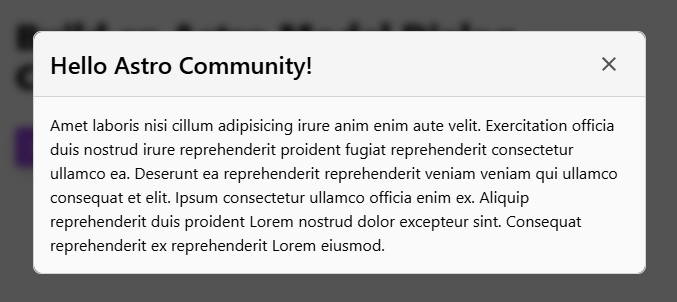 Hello Astro Community!
Amet laboris nisi cillum adipisicing irure anim enim aute velit. Exercitation officia
duis nostrud irure reprehenderit proident fugiat reprehenderit consectetur
ullamco ea. Deserunt ea reprehenderit reprehenderit veniam veniam qui ullamco
consequat et elit. Ipsum consectetur ullamco officia enim ex. Aliquip
reprehenderit duis proident Lorem nostrud dolor excepteur sint. Consequat
reprehenderit ex reprehenderit Lorem eiusmod.